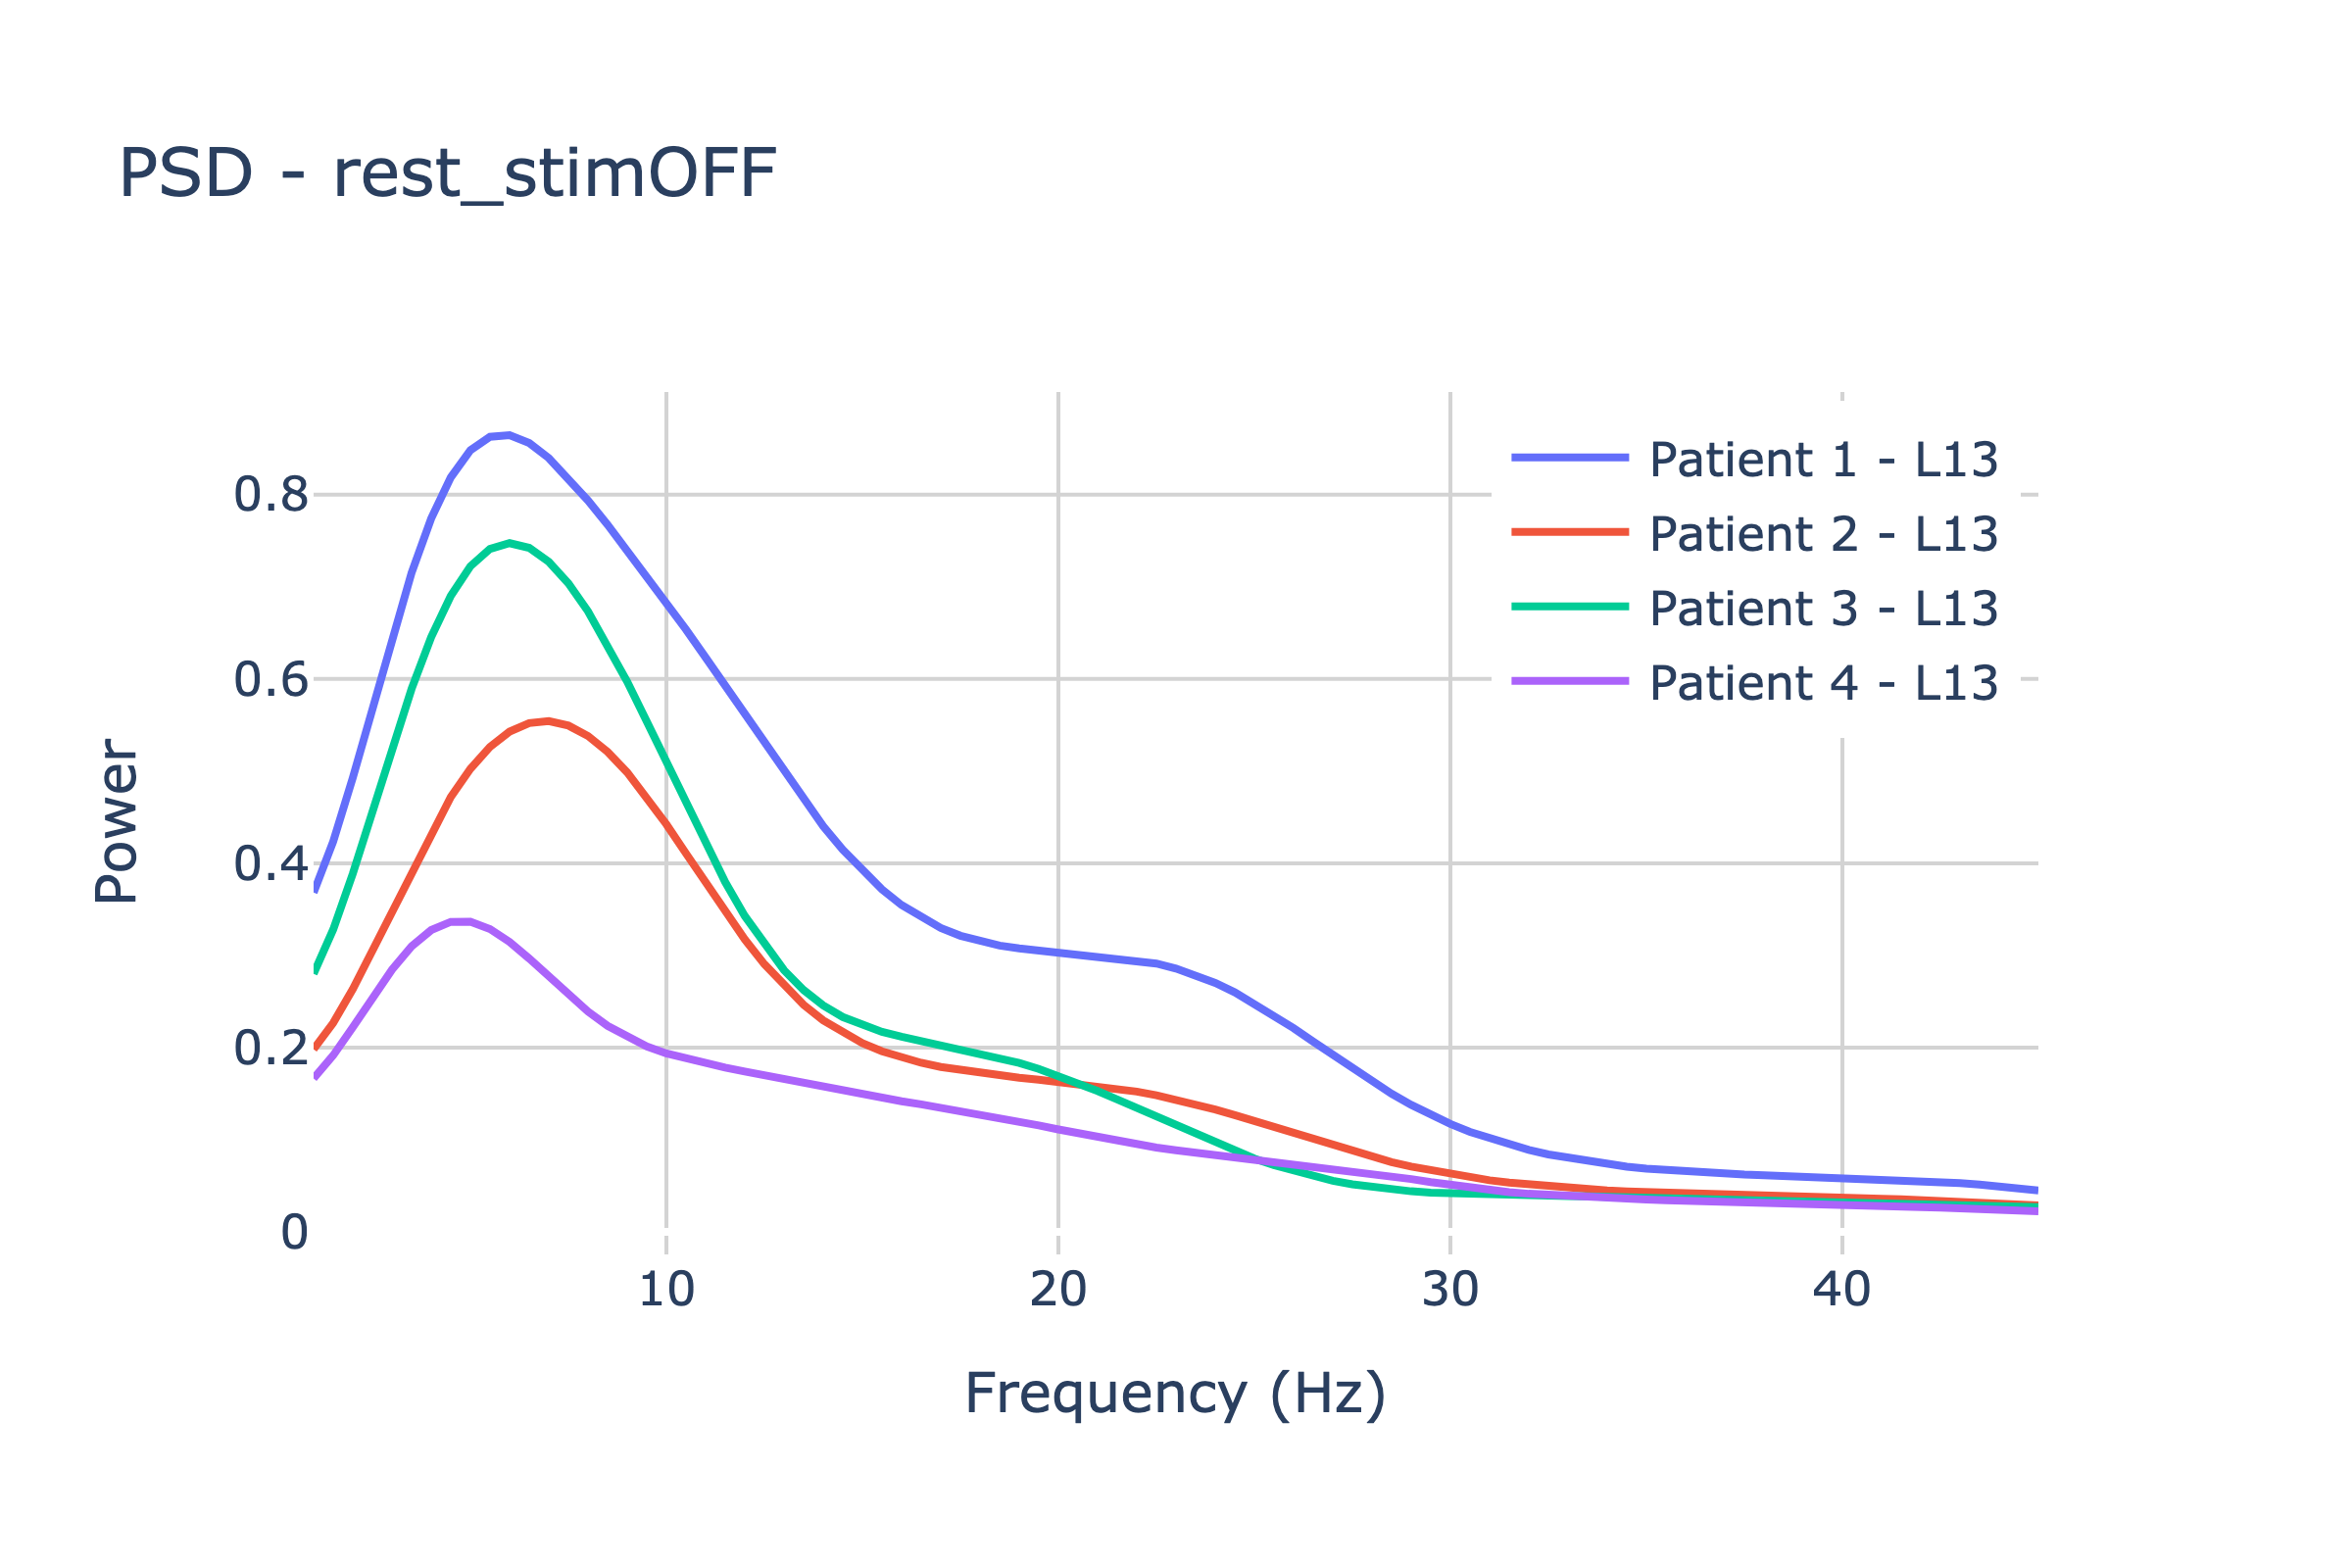 PSD - rest_stimOFF
Patient 1 - L13
Patient 2 - L13
Patient 3 - L13
Patient 4 - L13
Power
0.8
0.6
0.4
0.2
0
10 20 30 40
Frequency (Hz)